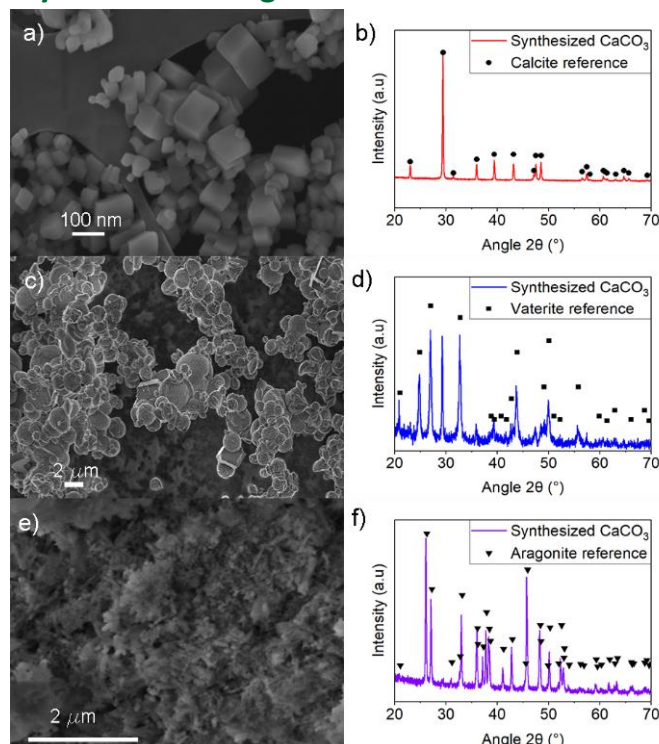 a)
100 nm
b)
Synthesized CaCO3
Calcite reference
Intensity (a.u)
20 30 40 50 60 70
Angle 2θ (°)
c)
2 μm
d)
Synthesized CaCO3
Vaterite reference
Intensity (a.u)
20 30 40 50 60 70
Angle 2θ (°)
e)
2 μm
f)
Synthesized CaCO3
Aragonite reference
Intensity (a.u)
20 30 40 50 60 70
Angle 2θ (°)